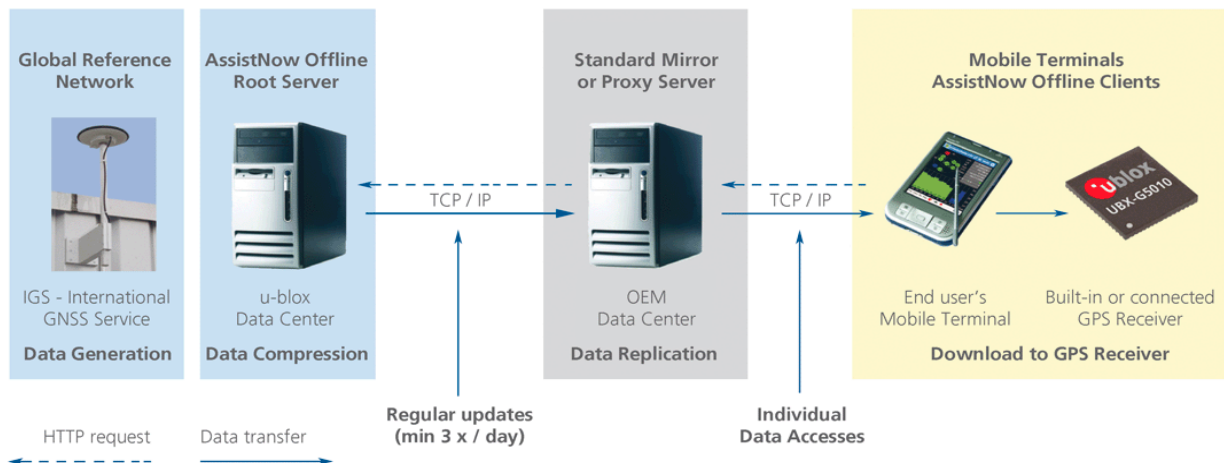 Global Reference
Network
IGS - International
GNSS Service
Data Generation
AssistNow Offline
Root Server
u-blox
Data Center
Data Compression
TCP / IP
Regular updates
(min 3 x / day)
Standard Mirror
or Proxy Server
OEM
Data Center
Data Replication
TCP / IP
Individual
Data Accesses
Mobile Terminals
AssistNow Offline Clients
End user's
Mobile Terminal
ublox
UBX-G5010
Built-in or connected
GPS Receiver
Download to GPS Receiver
HTTP request
Data transfer